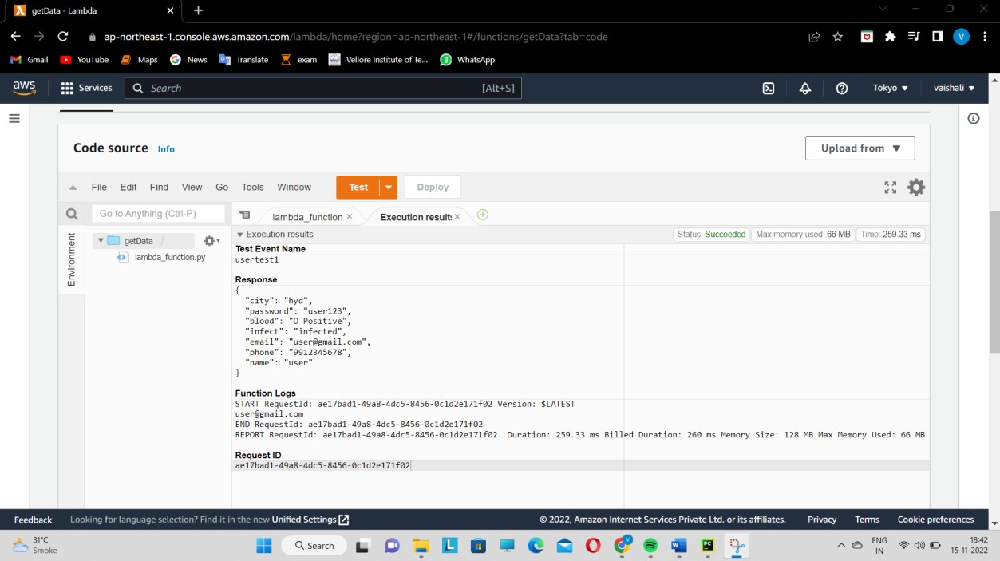 getData - Lambda
ap-northeast-1.console.aws.amazon.com/lambda/home?region=ap-northeast-1#/functions/getData?tab=code
V
Gmail YouTube Maps News Translate exam Vellore Institute of Te... 3 WhatsApp
aws Services Search [Alt+S] Tokyo vaishali
Code source Info Upload from
File Edit Find View Go Tools Window Test Deploy
Go to Anything (Ctrl-P) lambda_function Execution results
Environment
getData /
lambda_function.py
Execution results Status: Succeeded Max memory used: 66 MB Time: 259.33 ms
Test Event Name
usertest1
Response
{
"city": "hyd",
"password": "user123",
"blood": "O Positive",
"infect": "infected",
"email": "user@gmail.com",
"phone": "9912345678",
"name": "user"
}
Function Logs
START RequestId: ae17bad1-49a8-4dc5-8456-0c1d2e171f02 Version: $LATEST
user@gmail.com
END RequestId: ae17bad1-49a8-4dc5-8456-0c1d2e171f02
REPORT RequestId: ae17bad1-49a8-4dc5-8456-0c1d2e171f02 Duration: 259.33 ms Billed Duration: 260 ms Memory Size: 128 MB Max Memory Used: 66 MB
Request ID
ae17bad1-49a8-4dc5-8456-0c1d2e171f02
Feedback Looking for language selection? Find it in the new Unified Settings © 2022, Amazon Internet Services Private Ltd. or its affiliates. Privacy Terms Cookie preferences
31°C
Smoke
Search
ENG
IN
18:42
15-11-2022